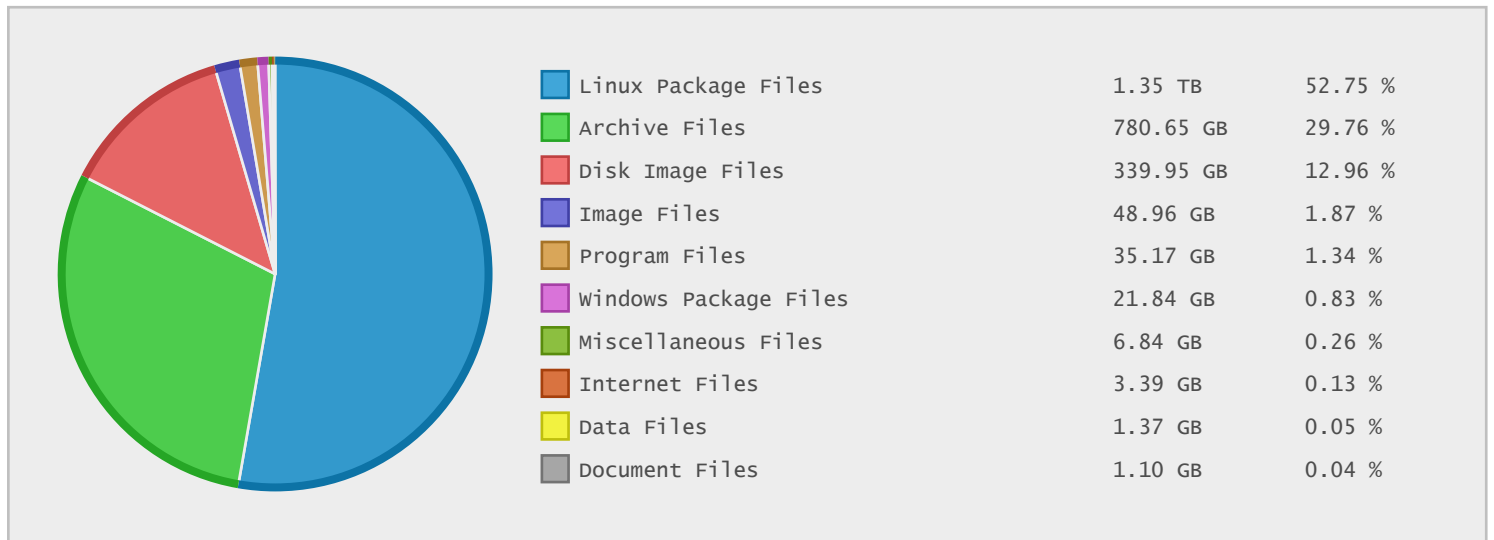 Linux Package Files 1.35 TB 52.75 %
Archive Files 780.65 GB 29.76 %
Disk Image Files 339.95 GB 12.96 %
Image Files 48.96 GB 1.87 %
Program Files 35.17 GB 1.34 %
Windows Package Files 21.84 GB 0.83 %
Miscellaneous Files 6.84 GB 0.26 %
Internet Files 3.39 GB 0.13 %
Data Files 1.37 GB 0.05 %
Document Files 1.10 GB 0.04 %